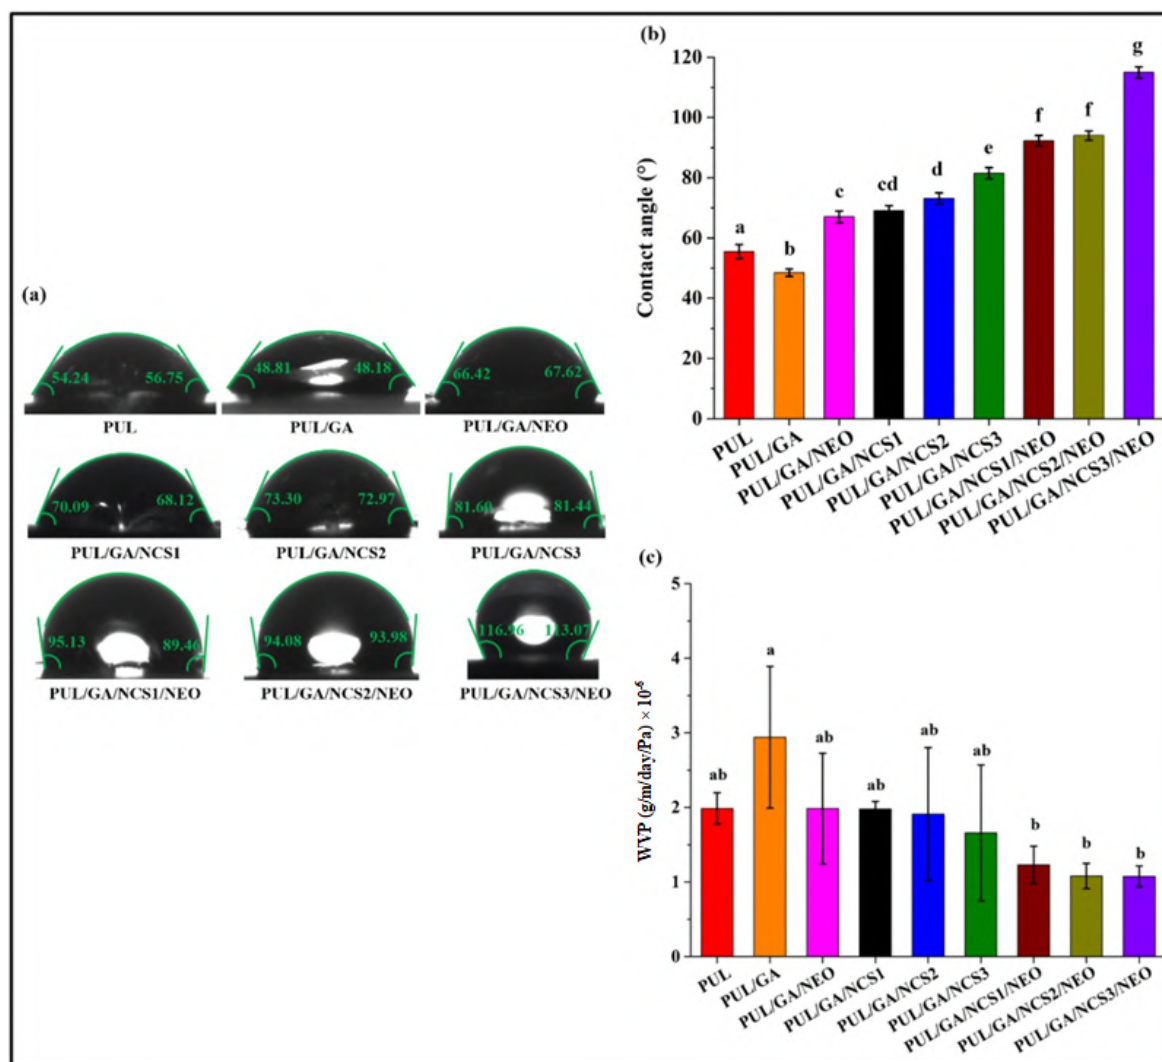 (a)
54.24 56.75
PUL
48.81 48.18
PUL/GA
66.42 67.62
PUL/GA/NEO
70.09 68.12
PUL/GA/NCS1
73.30 72.97
PUL/GA/NCS2
81.60 81.44
PUL/GA/NCS3
95.13 89.46
PUL/GA/NCS1/NEO
94.08 93.98
PUL/GA/NCS2/NEO
116.96 113.07
PUL/GA/NCS3/NEO
(b)
Contact angle (°)
120
100
80
60
40
20
0
a
b
c
cd
d
e
f
f
g
PUL
PUL/GA
PUL/GA/NEO
PUL/GA/NCS1
PUL/GA/NCS2
PUL/GA/NCS3
PUL/GA/NCS1/NEO
PUL/GA/NCS2/NEO
PUL/GA/NCS3/NEO
(c)
WVP (g/m/day/Pa) × 10⁻⁵
5
4
3
2
1
0
ab
a
ab
ab
ab
ab
b
b
b
PUL
PUL/GA
PUL/GA/NEO
PUL/GA/NCS1
PUL/GA/NCS2
PUL/GA/NCS3
PUL/GA/NCS1/NEO
PUL/GA/NCS2/NEO
PUL/GA/NCS3/NEO